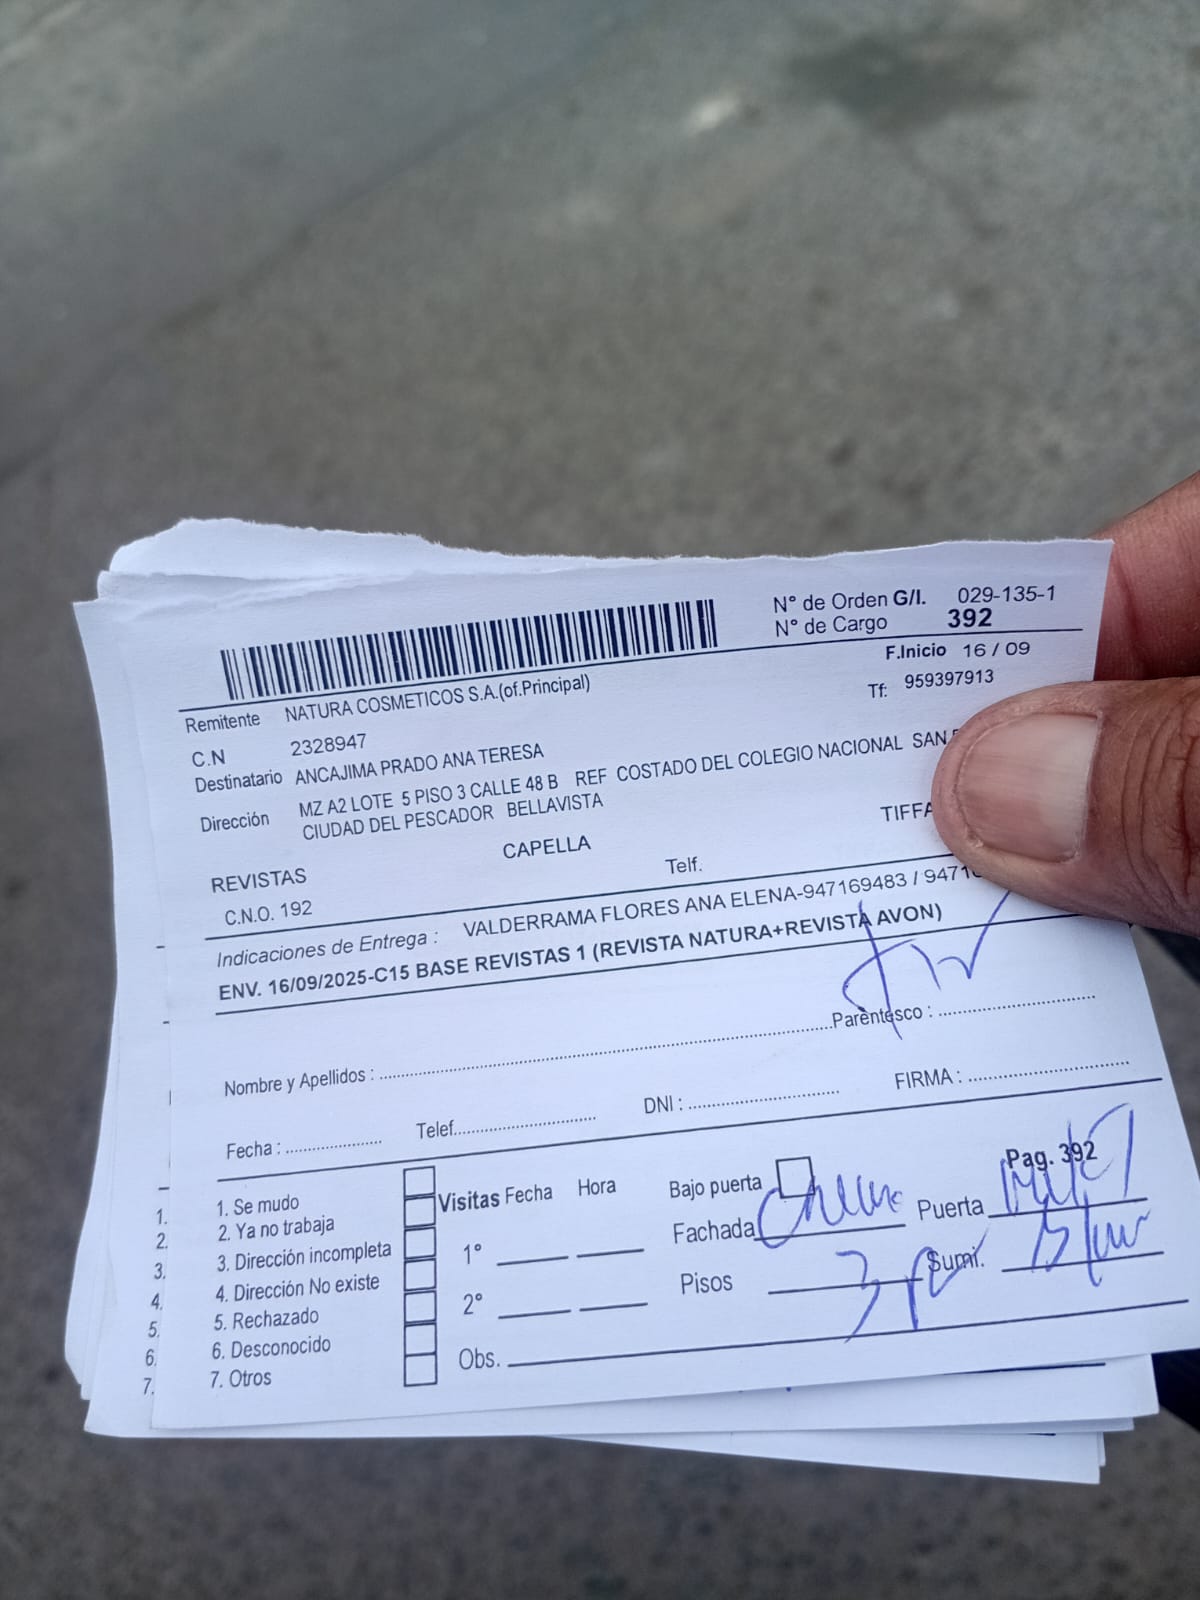 N° de Orden G/I. 029-135-1
N° de Cargo 392
F.Inicio 16 / 09
Remitente NATURA COSMETICOS S.A.(of.Principal)
Tf: 959397913
C.N 2328947
Destinatario ANCAJIMA PRADO ANA TERESA
Dirección MZ A2 LOTE 5 PISO 3 CALLE 48 B REF COSTADO DEL COLEGIO NACIONAL SAN
CIUDAD DEL PESCADOR BELLAVISTA
REVISTAS CAPELLA
C.N.O. 192 Telf.
Indicaciones de Entrega : VALDERRAMA FLORES ANA ELENA-947169483 /
ENV. 16/09/2025-C15 BASE REVISTAS 1 (REVISTA NATURA+REVISTA AVON)
Nombre y Apellidos : Parentesco :
Fecha : Telef. DNI : FIRMA :
Pag. 392
1. 1. Se mudo Visitas Fecha Hora Bajo puerta
2. 2. Ya no trabaja Fachada Puerta
3. 3. Dirección incompleta 1°
4. 4. Dirección No existe Pisos 3 Sumi.
5. 5. Rechazado 2°
6. 6. Desconocido
7. 7. Otros Obs.